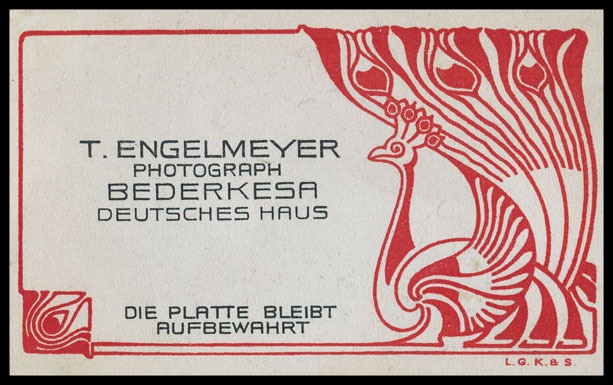 T. ENGELMEYER
PHOTOGRAPH
BEDERKESA
DEUTSCHES HAUS
DIE PLATTE BLEIBT
AUFBEWAHRT
L.G.K.&S.